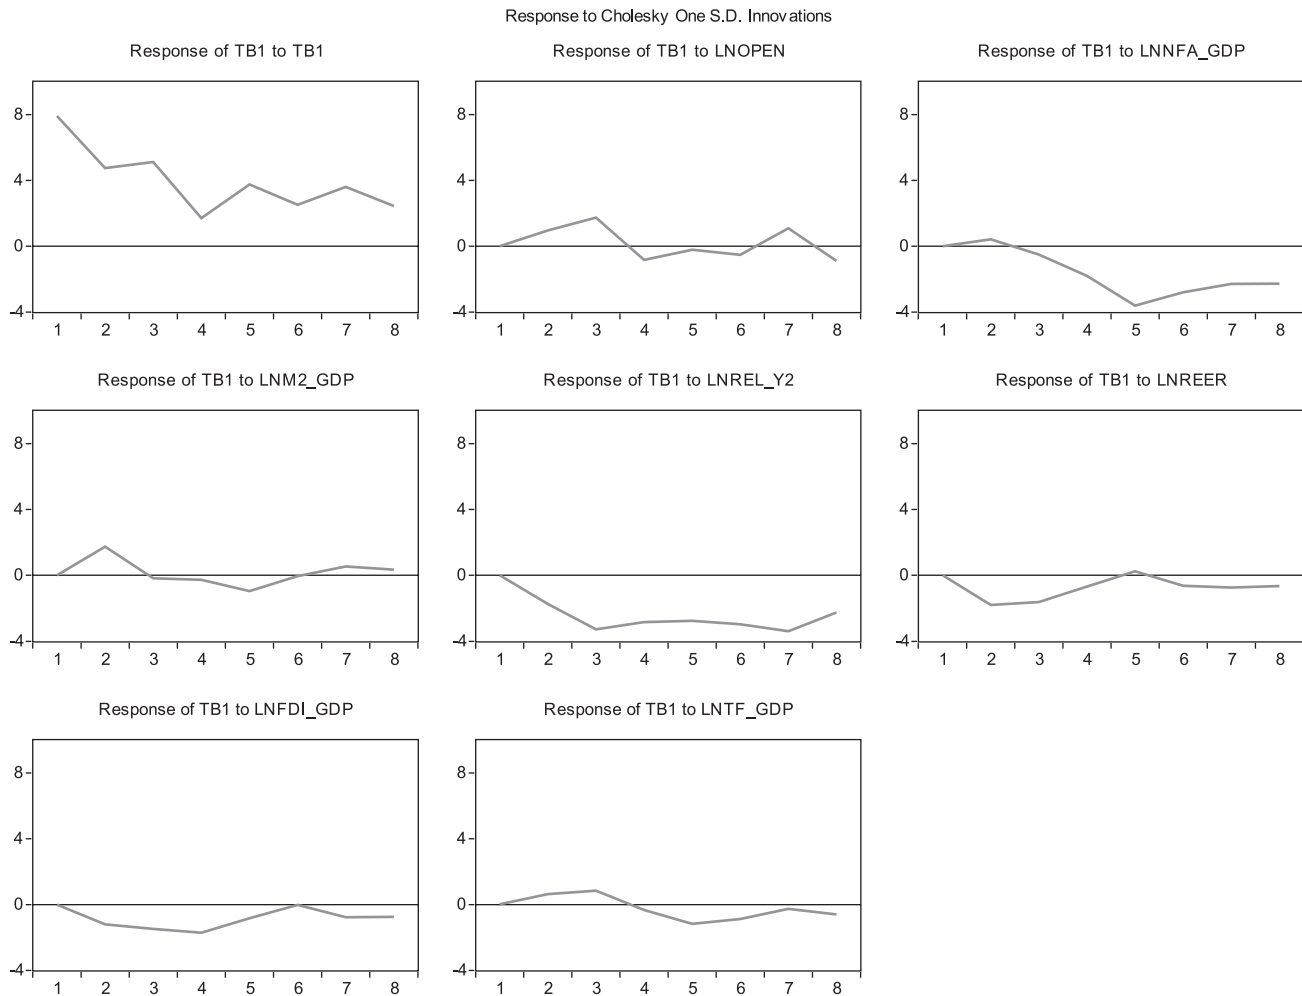 Response to Cholesky One S.D. Innovations
Response of TB1 to TB1
8
4
0
-4
1 2 3 4 5 6 7 8
Response of TB1 to LNOPEN
8
4
0
-4
1 2 3 4 5 6 7 8
Response of TB1 to LNNFA_GDP
8
4
0
-4
1 2 3 4 5 6 7 8
Response of TB1 to LNM2_GDP
8
4
0
-4
1 2 3 4 5 6 7 8
Response of TB1 to LNREL_Y2
8
4
0
-4
1 2 3 4 5 6 7 8
Response of TB1 to LNREER
8
4
0
-4
1 2 3 4 5 6 7 8
Response of TB1 to LNFDI_GDP
8
4
0
-4
1 2 3 4 5 6 7 8
Response of TB1 to LNTF_GDP
8
4
0
-4
1 2 3 4 5 6 7 8